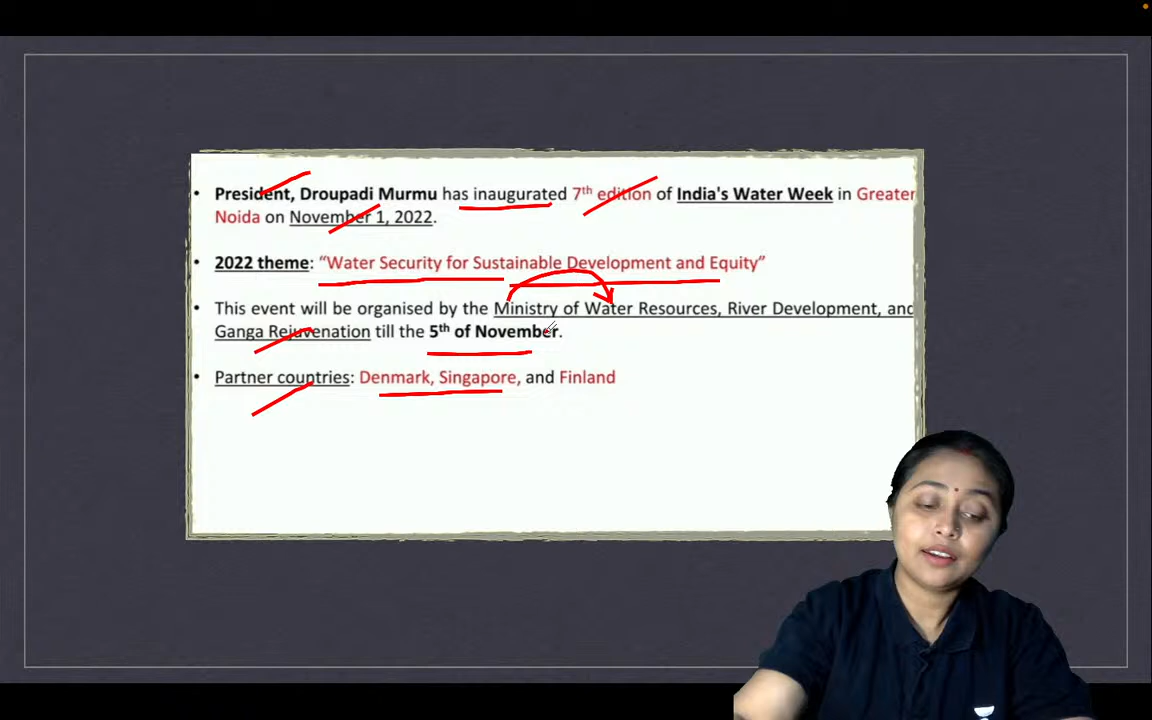 • President, Droupadi Murmu has inaugurated 7th edition of India's Water Week in Greater
Noida on November 1, 2022.
• 2022 theme: “Water Security for Sustainable Development and Equity”
• This event will be organised by the Ministry of Water Resources, River Development, and
Ganga Rejuvenation till the 5th of November.
• Partner countries: Denmark, Singapore, and Finland